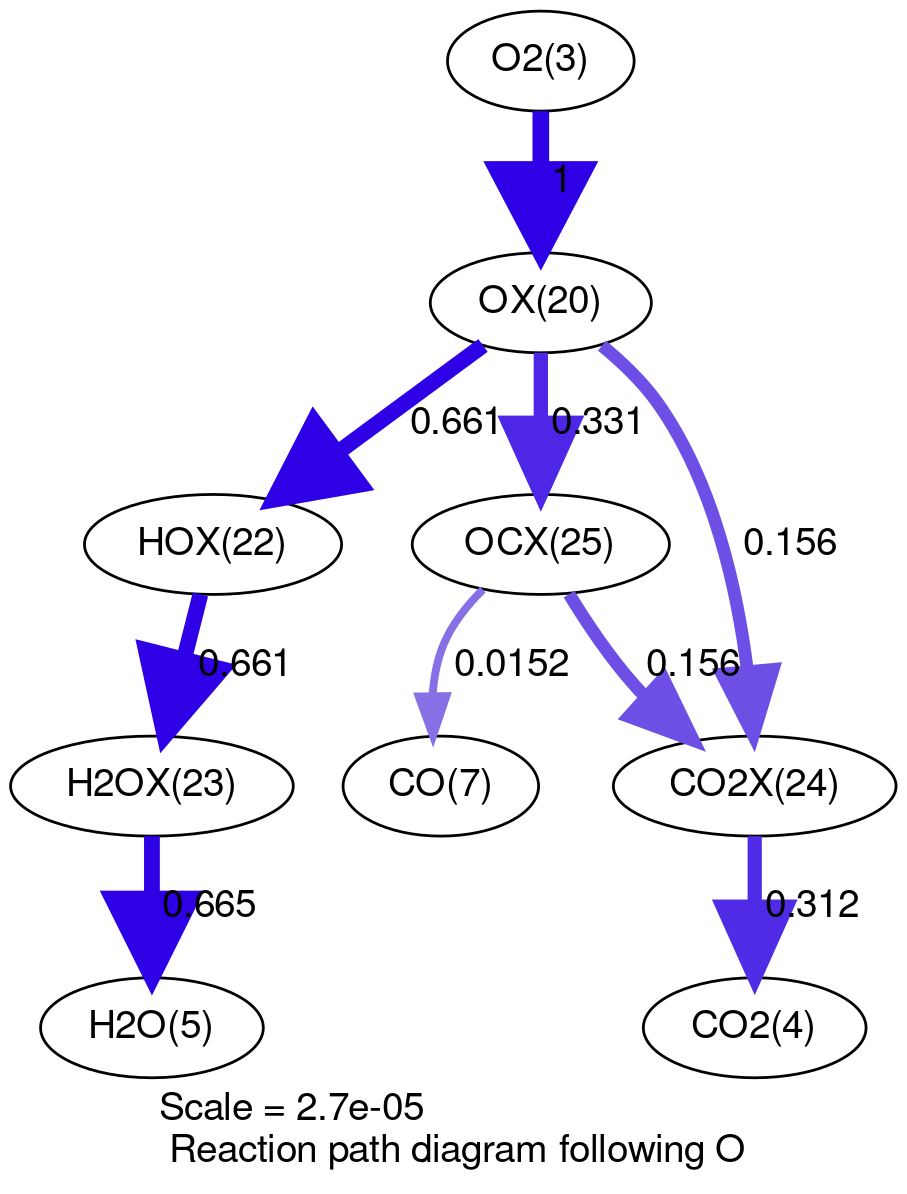 O2(3)
1
OX(20)
0.661
0.331
0.156
HOX(22)
OCX(25)
0.661
0.0152
0.156
H2OX(23)
CO(7)
CO2X(24)
0.665
0.312
H2O(5)
CO2(4)
Scale = 2.7e-05
Reaction path diagram following O